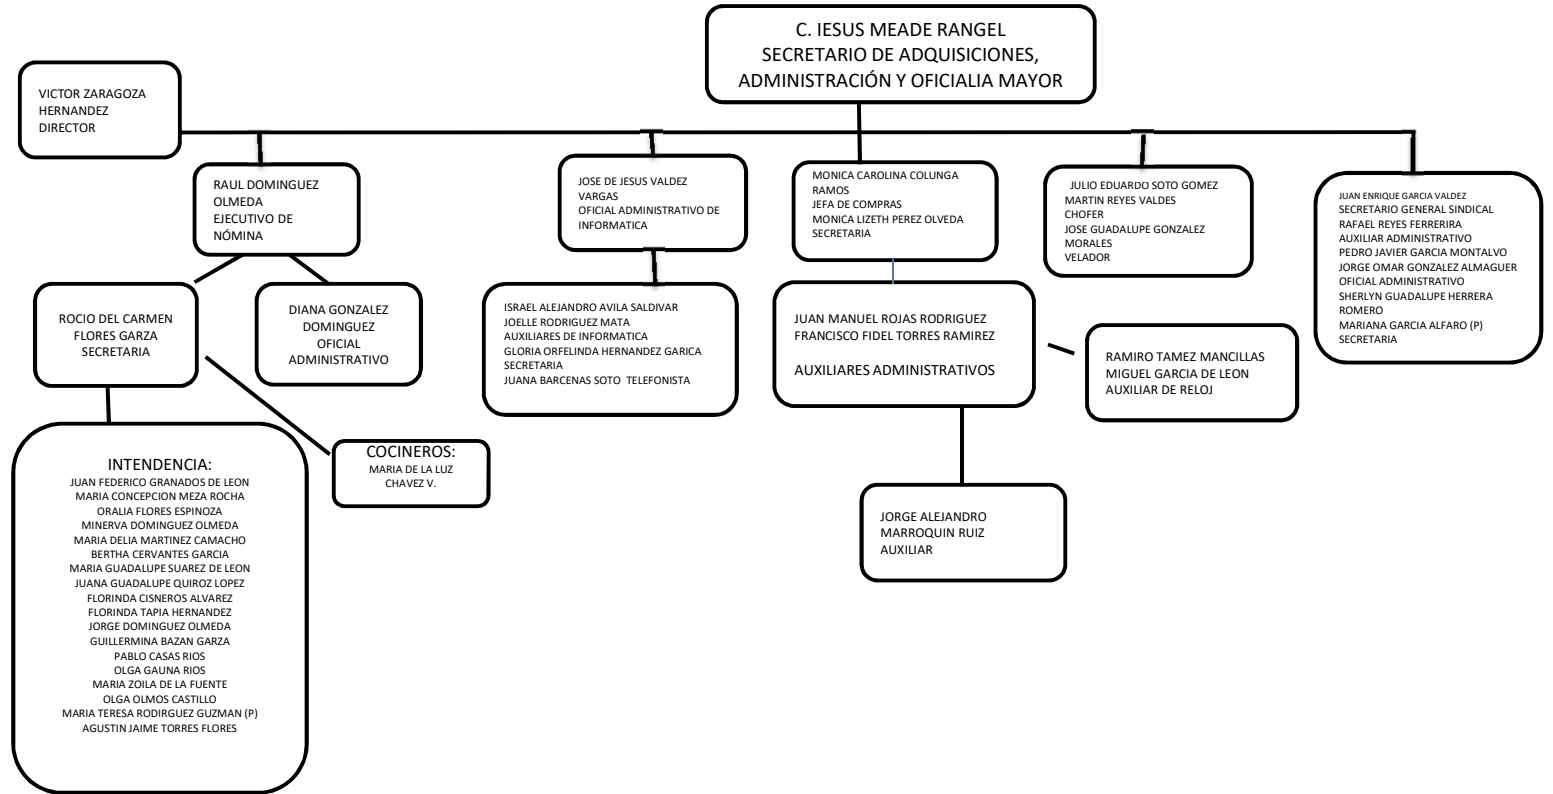 C. IESUS MEADE RANGEL
SECRETARIO DE ADQUISICIONES,
ADMINISTRACIÓN Y OFICIALIA MAYOR
VICTOR ZARAGOZA
HERNANDEZ
DIRECTOR
RAUL DOMINGUEZ
OLMEDA
EJECUTIVO DE
NÓMINA
JOSE DE JESUS VALDEZ
VARGAS
OFICIAL ADMINISTRATIVO DE
INFORMATICA
MONICA CAROLINA COLUNGA
RAMOS
JEFA DE COMPRAS
MONICA LIZETH PEREZ OLVEDA
SECRETARIA
JULIO EDUARDO SOTO GOMEZ
MARTIN REYES VALDES
CHOFER
JOSE GUADALUPE GONZALEZ
MORALES
VELADOR
JUAN ENRIQUE GARCIA VALDEZ
SECRETARIO GENERAL SINDICAL
RAFAEL REYES FERRERIRA
AUXILIAR ADMINISTRATIVO
PEDRO JAVIER GARCIA MONTALVO
JORGE OMAR GONZALEZ ALMAGUER
OFICIAL ADMINISTRATIVO
SHERLYN GUADALUPE HERRERA
ROMERO
MARIANA GARCIA ALFARO (P)
SECRETARIA
ROCIO DEL CARMEN
FLORES GARZA
SECRETARIA
DIANA GONZALEZ
DOMINGUEZ
OFICIAL
ADMINISTRATIVO
ISRAEL ALEJANDRO AVILA SALDIVAR
JOELLE RODRIGUEZ MATA
AUXILIARES DE INFORMATICA
GLORIA ORFELINDA HERNANDEZ GARICA
SECRETARIA
JUANA BARCENAS SOTO  TELEFONISTA
JUAN MANUEL ROJAS RODRIGUEZ
FRANCISCO FIDEL TORRES RAMIREZ
AUXILIARES ADMINISTRATIVOS
RAMIRO TAMEZ MANCILLAS
MIGUEL GARCIA DE LEON
AUXILIAR DE RELOJ
INTENDENCIA:
JUAN FEDERICO GRANADOS DE LEON
MARIA CONCEPCION MEZA ROCHA
ORALIA FLORES ESPINOZA
MINERVA DOMINGUEZ OLMEDA
MARIA DELIA MARTINEZ CAMACHO
BERTHA CERVANTES GARCIA
MARIA GUADALUPE SUAREZ DE LEON
JUANA GUADALUPE QUIROZ LOPEZ
FLORINDA CISNEROS ALVAREZ
FLORINDA TAPIA HERNANDEZ
JORGE DOMINGUEZ OLMEDA
GUILLERMINA BAZAN GARZA
PABLO CASAS RIOS
OLGA GAUNA RIOS
MARIA ZOILA DE LA FUENTE
OLGA OLMOS CASTILLO
MARIA TERESA RODIRGUEZ GUZMAN (P)
AGUSTIN JAIME TORRES FLORES
COCINEROS:
MARIA DE LA LUZ
CHAVEZ V.
JORGE ALEJANDRO
MARROQUIN RUIZ
AUXILIAR